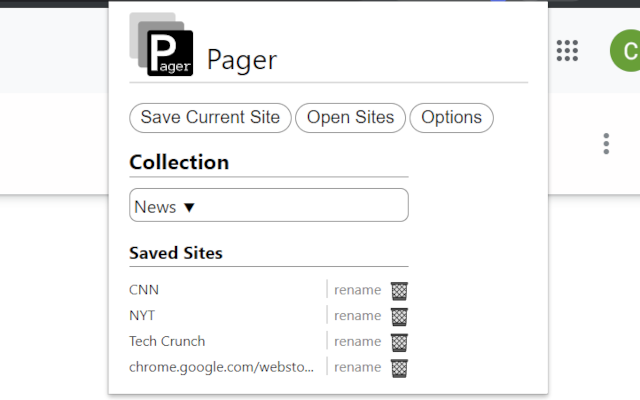 Pager
Pager
C
Save Current Site Open Sites Options
Collection
News ▼
Saved Sites
CNN rename
NYT rename
Tech Crunch rename
chrome.google.com/websto... rename